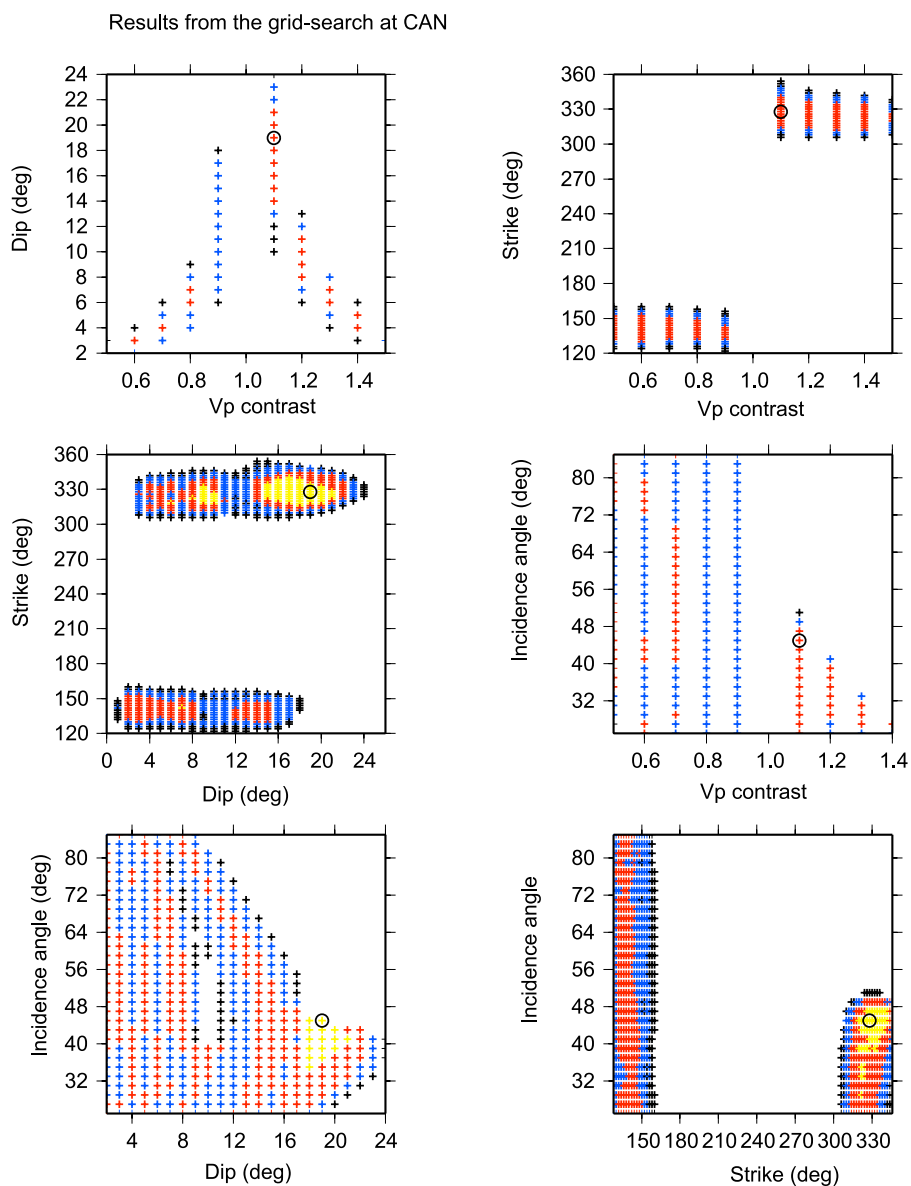 Results from the grid-search at CAN
Dip (deg)
24
22
20
18
16
14
12
10
8
6
4
2
0.6 0.8 1.0 1.2 1.4
Vp contrast
Strike (deg)
360
330
300
270
240
210
180
150
120
0.6 0.8 1.0 1.2 1.4
Vp contrast
Strike (deg)
360
330
300
270
240
210
180
150
120
0 4 8 12 16 20 24
Dip (deg)
Incidence angle (deg)
80
72
64
56
48
40
32
0.6 0.8 1.0 1.2 1.4
Vp contrast
Incidence angle (deg)
80
72
64
56
48
40
32
4 8 12 16 20 24
Dip (deg)
Incidence angle
80
72
64
56
48
40
32
150 180 210 240 270 300 330
Strike (deg)